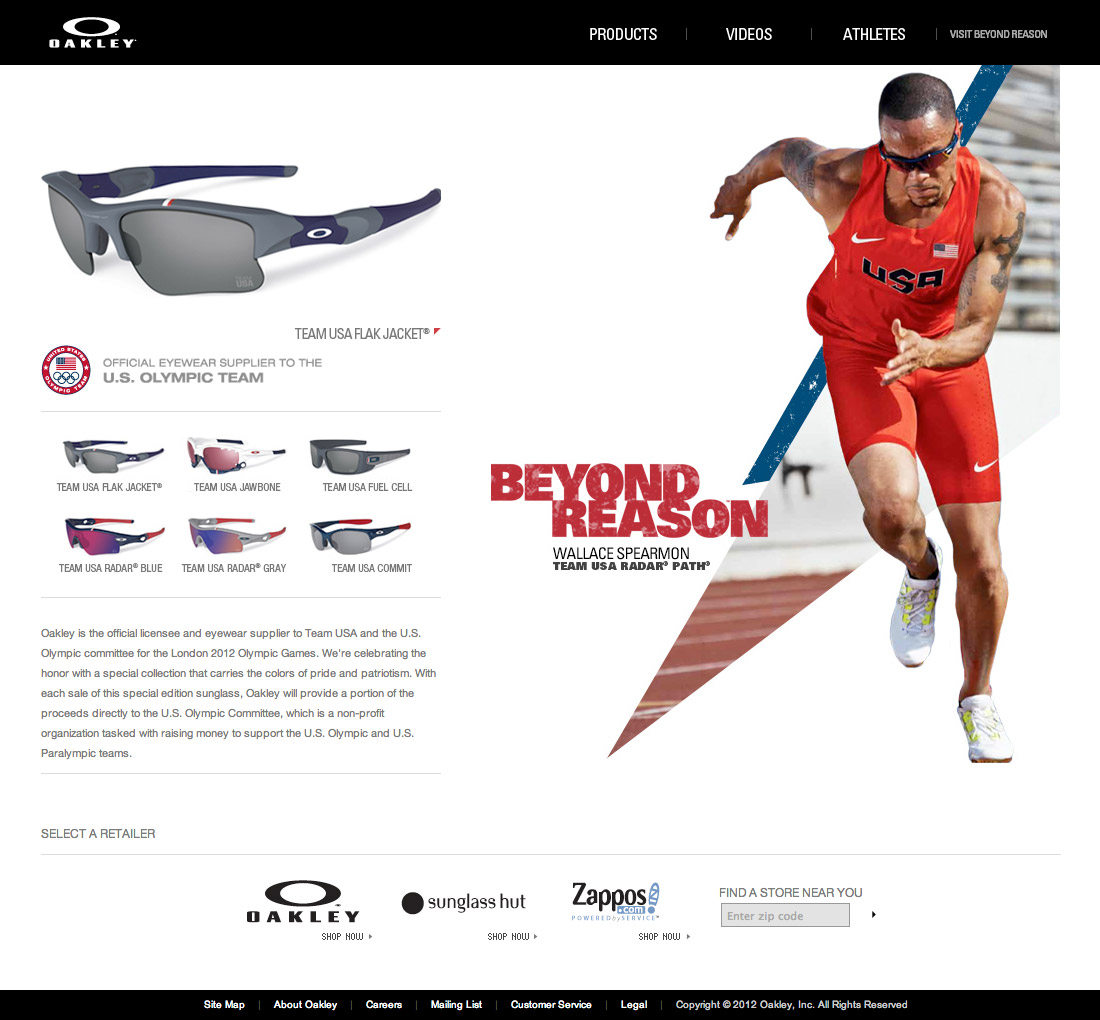 OAKLEY
PRODUCTS
VIDEOS
ATHLETES
VISIT BEYOND REASON
USA
USA
TEAM USA FLAK JACKET®
UNITED STATES
OLYMPIC TEAM
OFFICIAL EYEWEAR SUPPLIER TO THE
U.S. OLYMPIC TEAM
TEAM USA FLAK JACKET®
TEAM USA JAWBONE
TEAM USA FUEL CELL
TEAM USA RADAR® BLUE
TEAM USA RADAR® GRAY
TEAM USA COMMIT
BEYOND
REASON
WALLACE SPEARMON
TEAM USA RADAR® PATH®
Oakley is the official licensee and eyewear supplier to Team USA and the U.S.
Olympic committee for the London 2012 Olympic Games. We're celebrating the
honor with a special collection that carries the colors of pride and patriotism. With
each sale of this special edition sunglass, Oakley will provide a portion of the
proceeds directly to the U.S. Olympic Committee, which is a non-profit
organization tasked with raising money to support the U.S. Olympic and U.S.
Paralympic teams.
SELECT A RETAILER
OAKLEY
SHOP NOW
sunglass hut
SHOP NOW
Zappos
.com
POWERED by SERVICE™
SHOP NOW
FIND A STORE NEAR YOU
Enter zip code
Site Map
About Oakley
Careers
Mailing List
Customer Service
Legal
Copyright © 2012 Oakley, Inc. All Rights Reserved